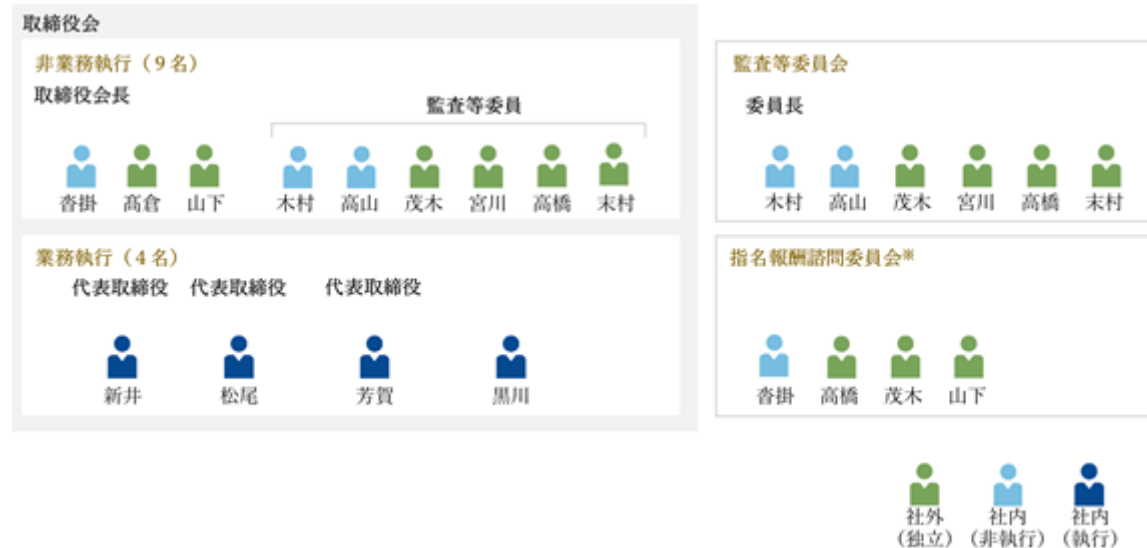 取締役会
非業務執行（9名）
取締役会長
監査等委員
沓掛 髙倉 山下 木村 高山 茂木 宮川 高橋 末村
業務執行（4名）
代表取締役 代表取締役 代表取締役
新井 松尾 芳賀 黒川
監査等委員会
委員長
木村 高山 茂木 宮川 高橋 末村
指名報酬諮問委員会※
沓掛 高橋 茂木 山下
社外 社内 社内
（独立） （非執行） （執行）